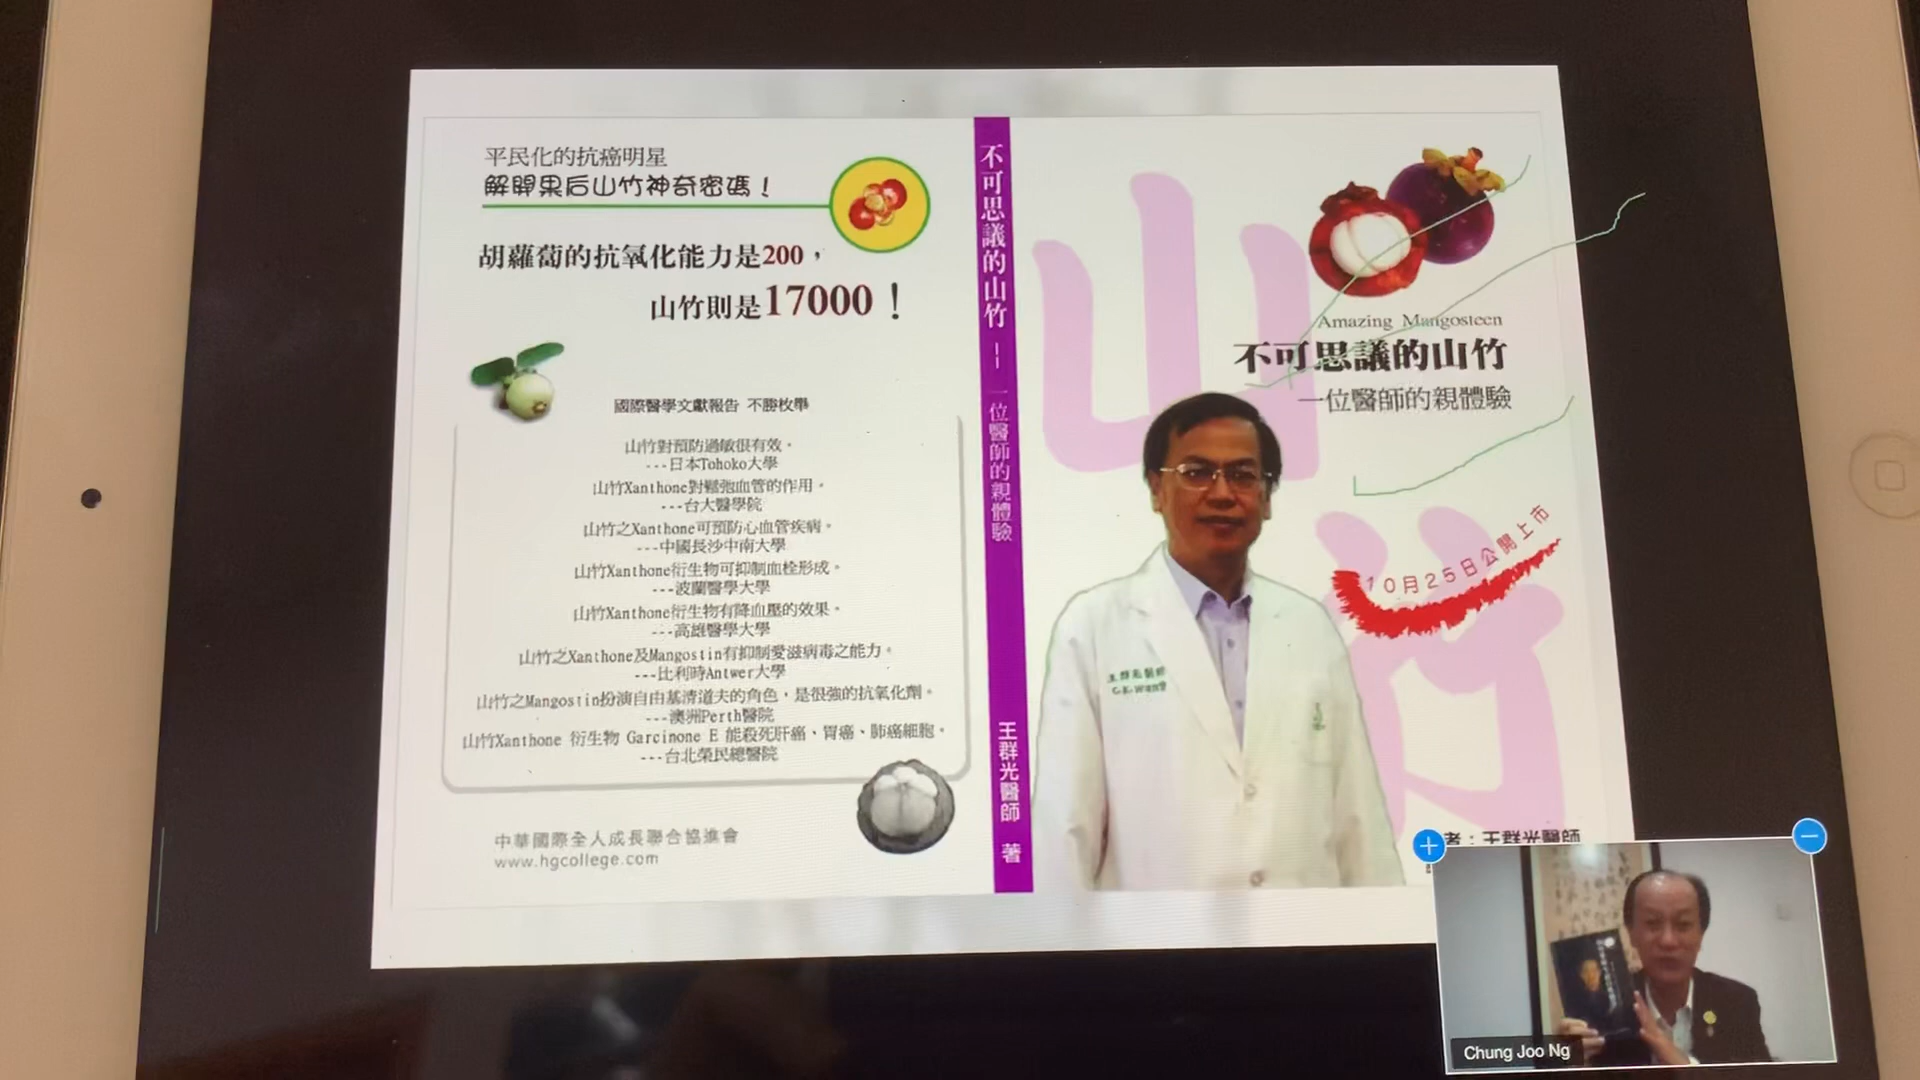 平民化的抗癌明星
解開果后山竹神奇密碼！
胡蘿蔔的抗氧化能力是200，
山竹則是17000！
國際醫學文獻報告 不勝枚舉
山竹對預防過敏很有效。
---日本Tohoko大學
山竹Xanthone對鬆弛血管的作用。
---台大醫學院
山竹之Xanthone可預防心血管疾病。
---中國長沙中南大學
山竹Xanthone衍生物可抑制血栓形成。
---波蘭醫學大學
山竹Xanthone衍生物有降血壓的效果。
---高雄醫學大學
山竹之Xanthone及Mangostin有抑制愛滋病毒之能力。
---比利時Antwer大學
山竹之Mangostin扮演自由基清道夫的角色，是很強的抗氧化劑。
---澳洲Perth醫院
山竹Xanthone 衍生物 Garcinone E 能殺死肝癌、胃癌、肺癌細胞。
---台北榮民總醫院
中華國際全人成長聯合協進會
www.hgcollege.com
不可思議的山竹--一位醫師的親體驗
王群光醫師 著
山竹
Amazing Mangosteen
不可思議的山竹
一位醫師的親體驗
10月25日公開上市
王群光醫師
C.K.Wang
者：王群光醫師
Chung Joo Ng